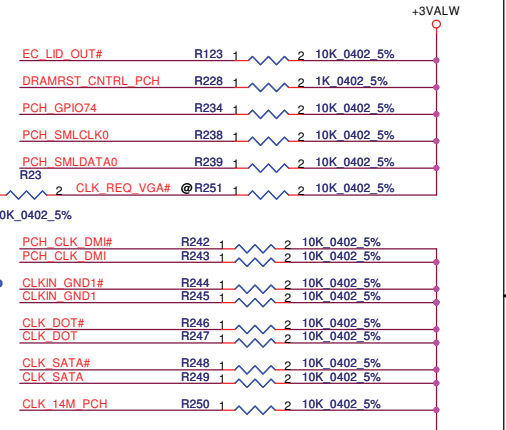 +3VALW
EC_LID_OUT# R123 1 2 10K_0402_5%
DRAMRST_CNTRL_PCH R228 1 2 1K_0402_5%
PCH_GPIO74 R234 1 2 10K_0402_5%
PCH_SMLCLK0 R238 1 2 10K_0402_5%
PCH_SMLDATA0 R239 1 2 10K_0402_5%
R23
2 CLK_REQ_VGA# @ R251 1 2 10K_0402_5%
0K_0402_5%
PCH_CLK_DMI# R242 1 2 10K_0402_5%
PCH_CLK_DMI R243 1 2 10K_0402_5%
CLKIN_GND1# R244 1 2 10K_0402_5%
CLKIN_GND1 R245 1 2 10K_0402_5%
CLK_DOT# R246 1 2 10K_0402_5%
CLK_DOT R247 1 2 10K_0402_5%
CLK_SATA# R248 1 2 10K_0402_5%
CLK_SATA R249 1 2 10K_0402_5%
CLK_14M_PCH R250 1 2 10K_0402_5%